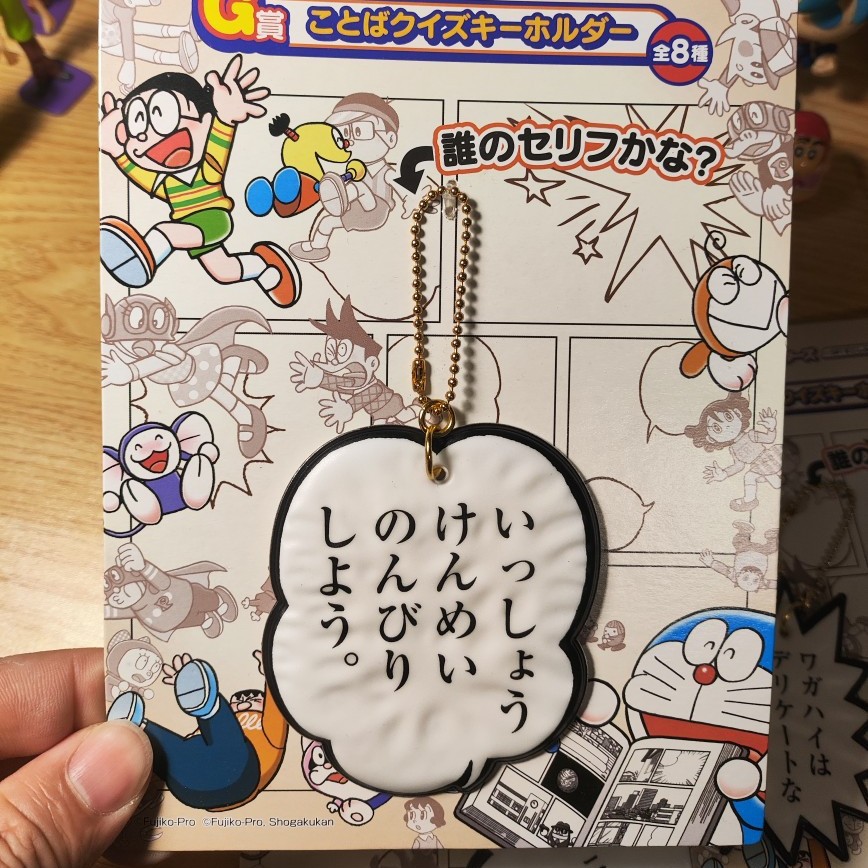 G賞
ことばクイズキーホルダー
全8種
誰のセリフかな?
いっしょう
けんめい
のんびり
しよう。
Fujiko-Pro ©Fujiko-Pro, Shogakukan
ワガハイは
デリケートな